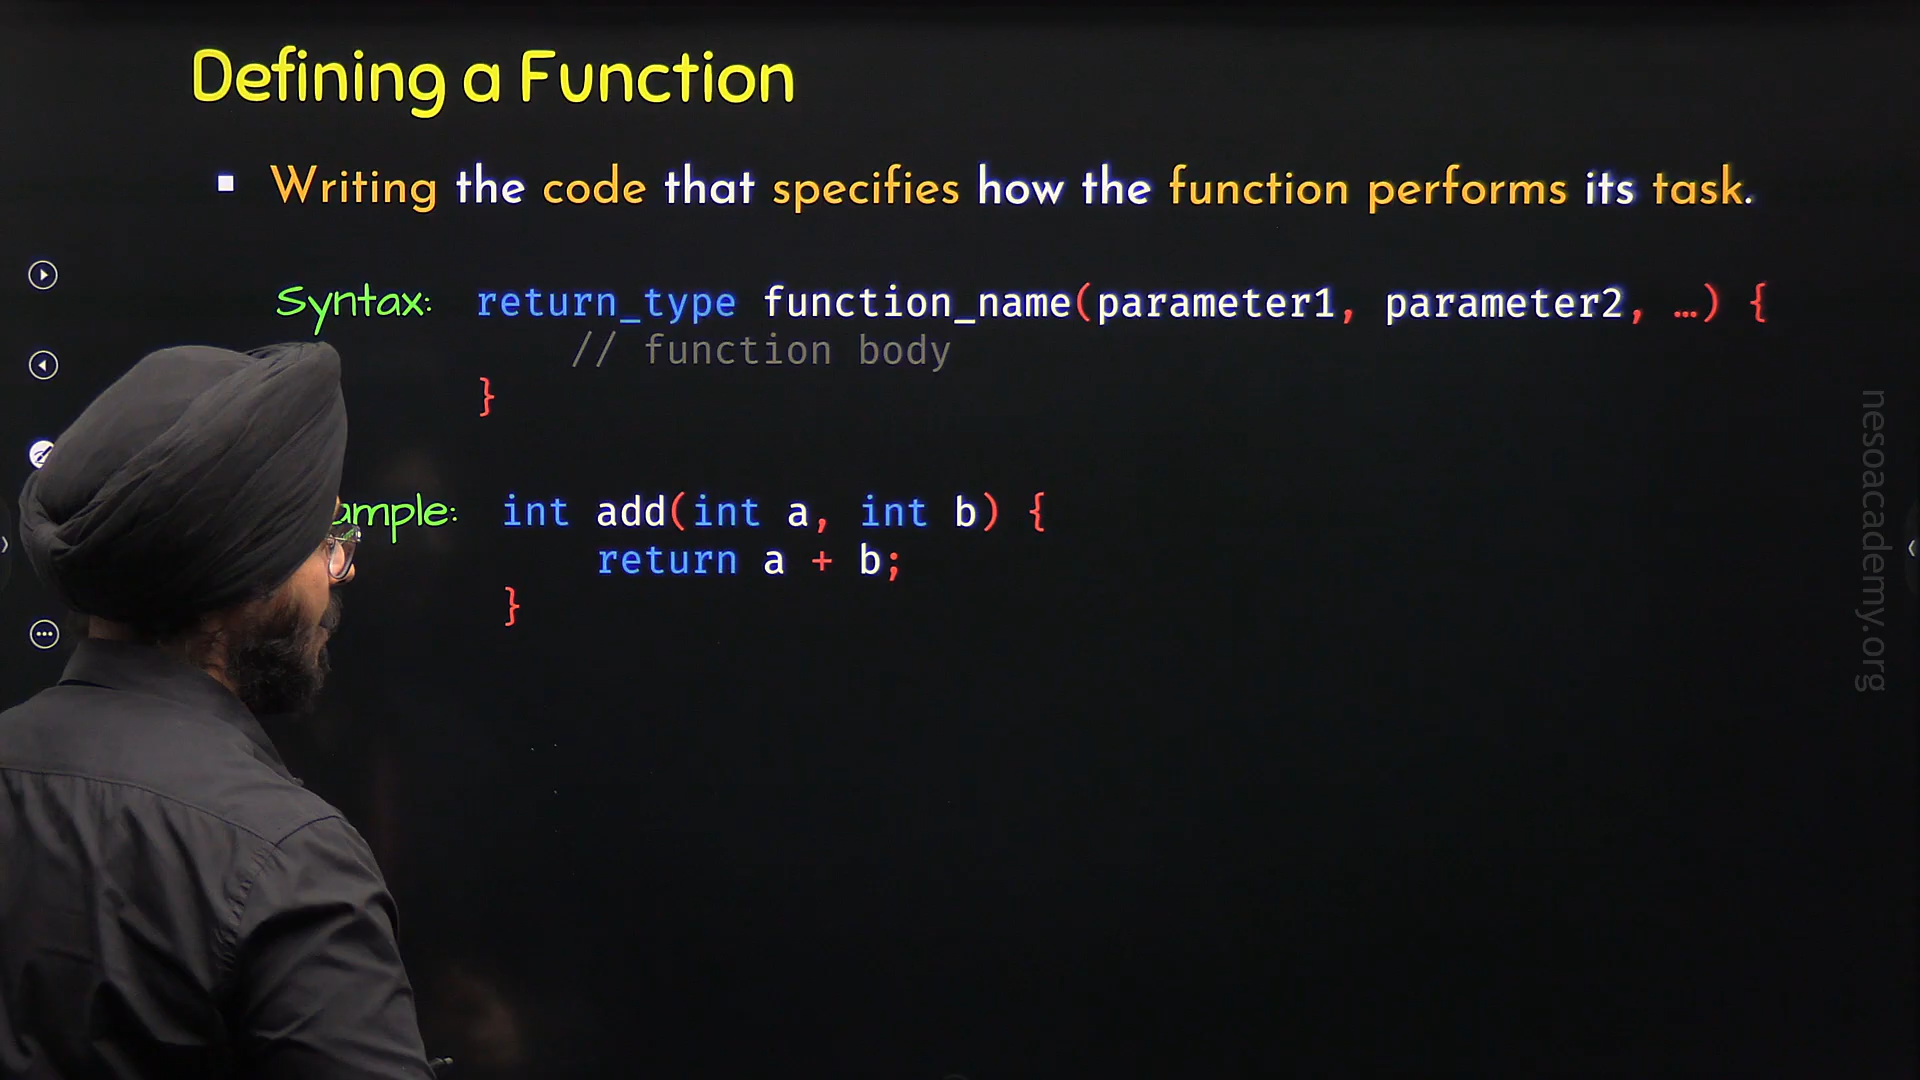 Defining a Function
▪ Writing the code that specifies how the function performs its task.
Syntax: return_type function_name(parameter1, parameter2, …) {
// function body
}
ample: int add(int a, int b) {
return a + b;
}
nesoacademy.org